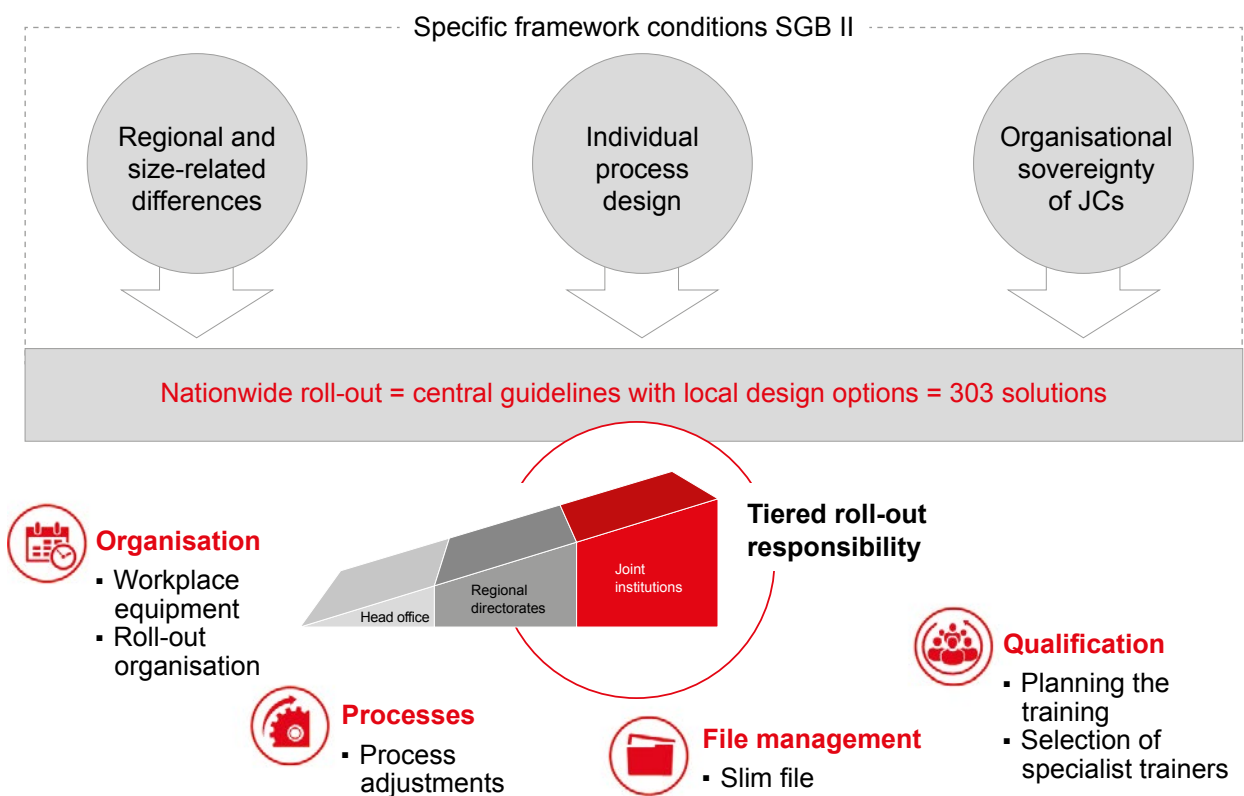 Specific framework conditions SGB II
Regional and
size-related
differences
Individual
process
design
Organisational
sovereignty
of JCs
Nationwide roll-out = central guidelines with local design options = 303 solutions
Tiered roll-out
responsibility
Head office
Regional
directorates
Joint
institutions
Organisation
▪ Workplace
equipment
▪ Roll-out
organisation
Processes
▪ Process
adjustments
File management
▪ Slim file
Qualification
▪ Planning the
training
▪ Selection of
specialist trainers